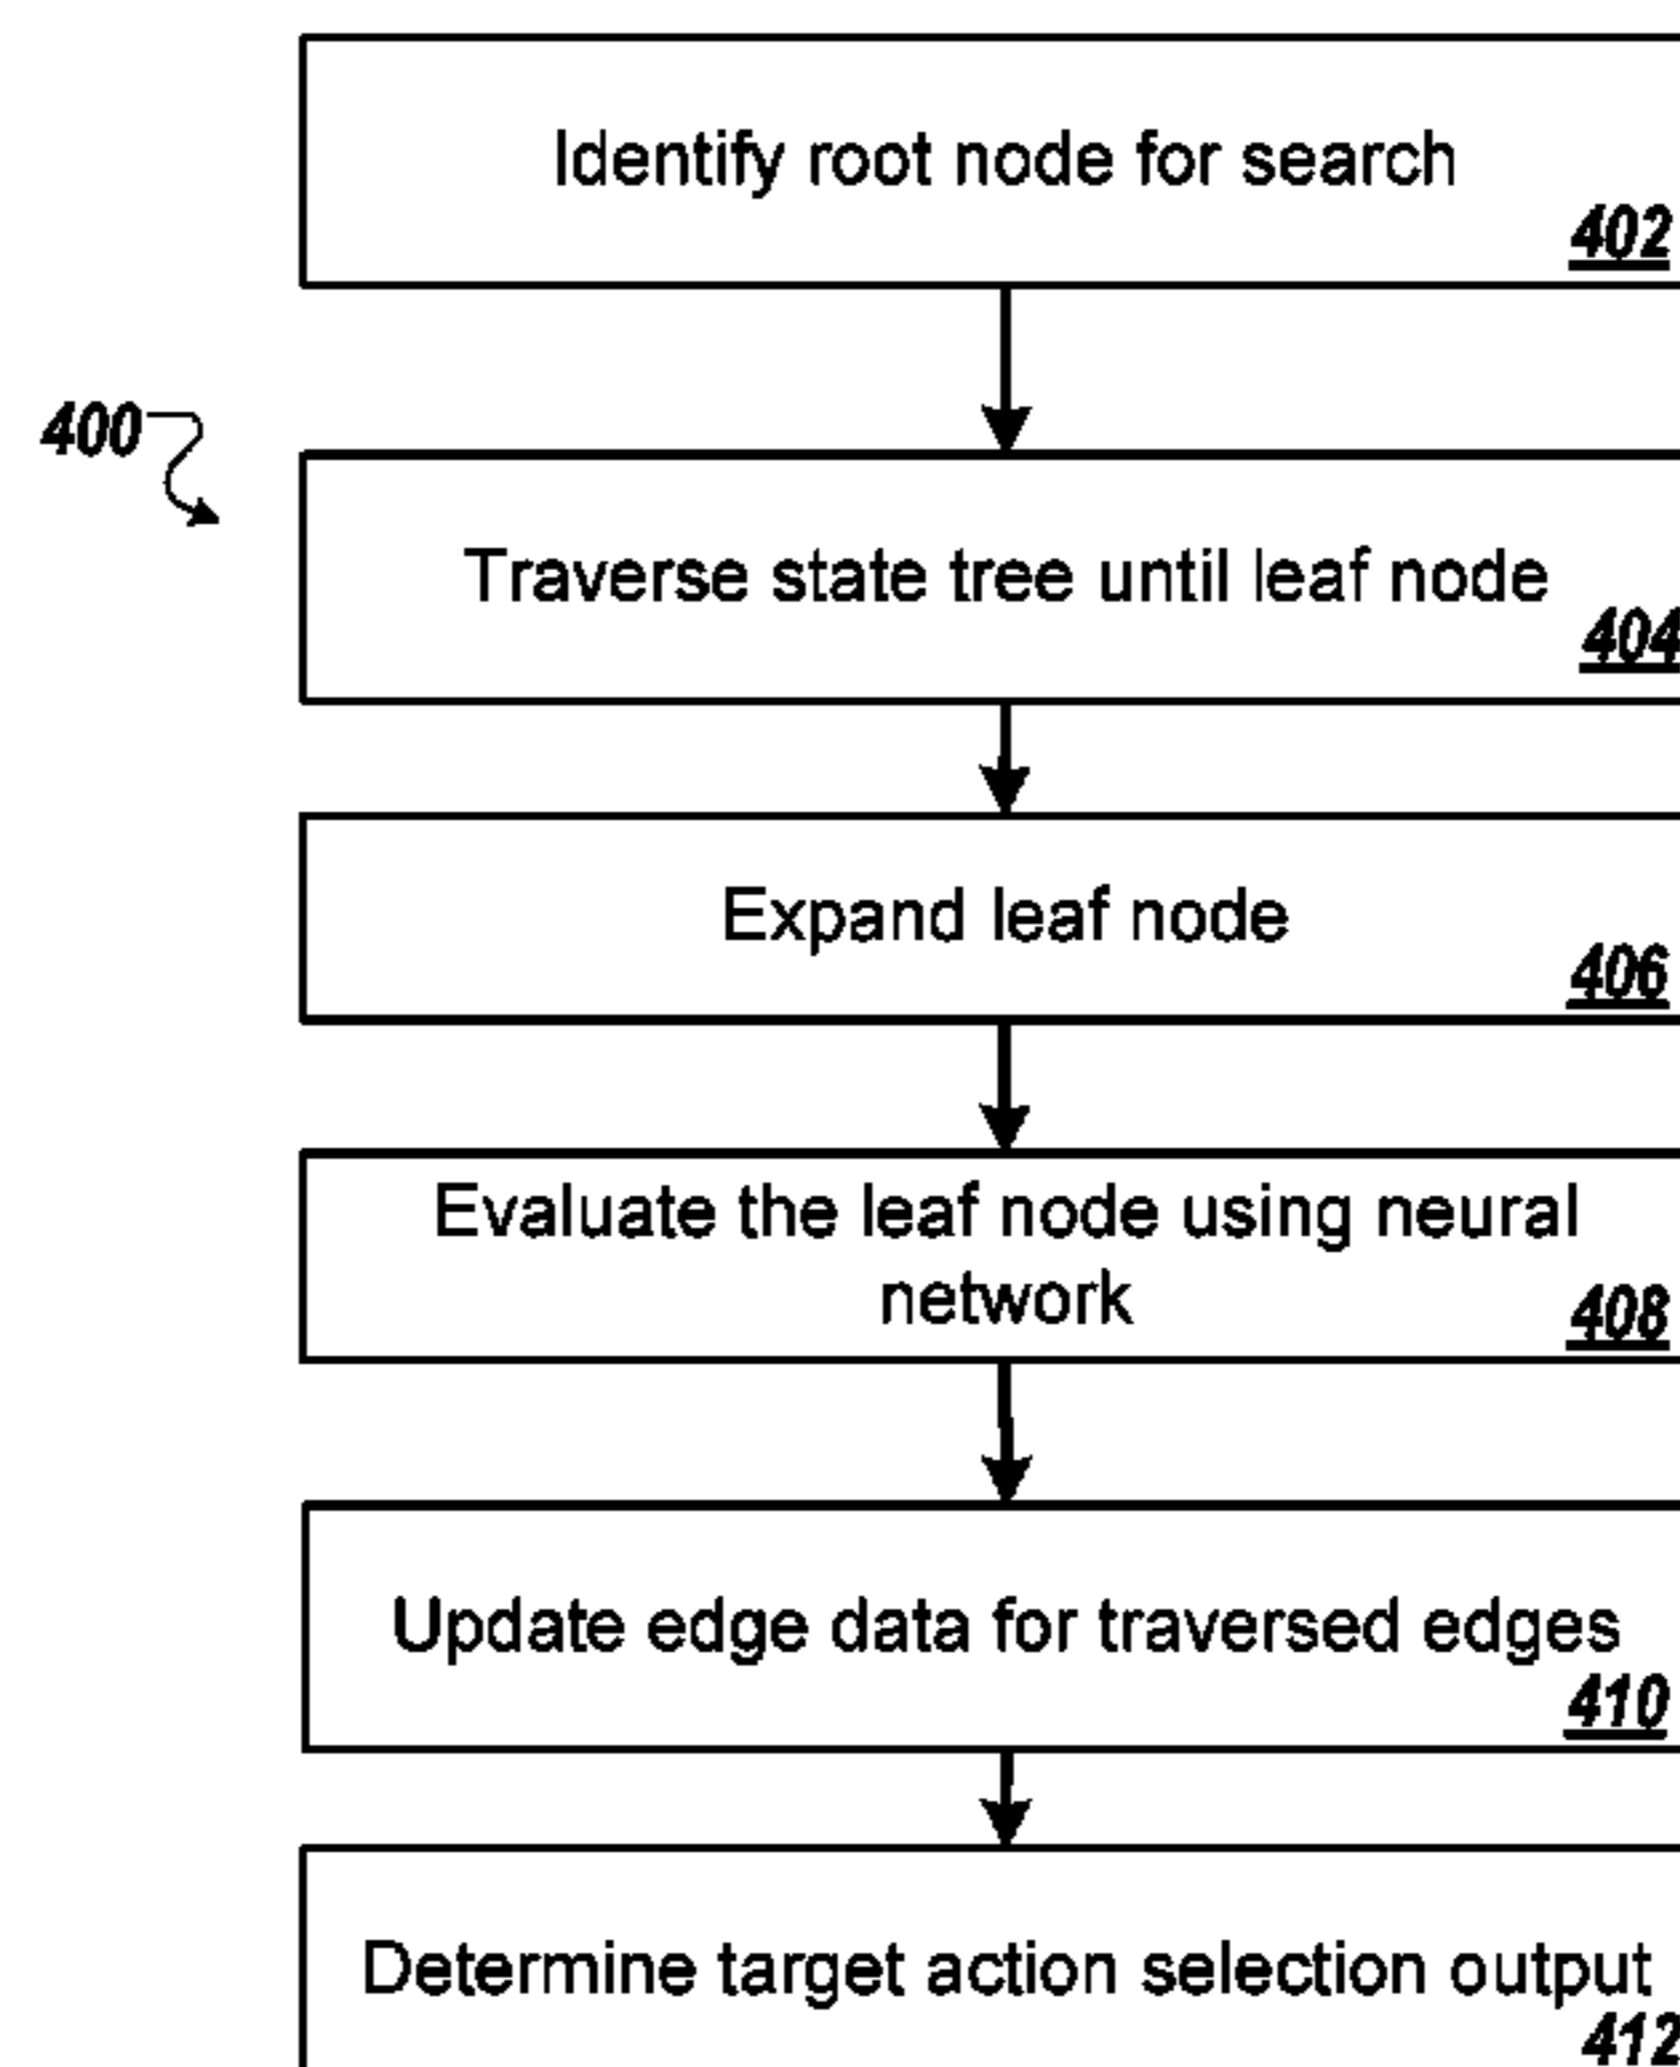 Identify root node for search
402
400
Traverse state tree until leaf node
404
Expand leaf node
406
Evaluate the leaf node using neural
network
408
Update edge data for traversed edges
410
Determine target action selection output
412